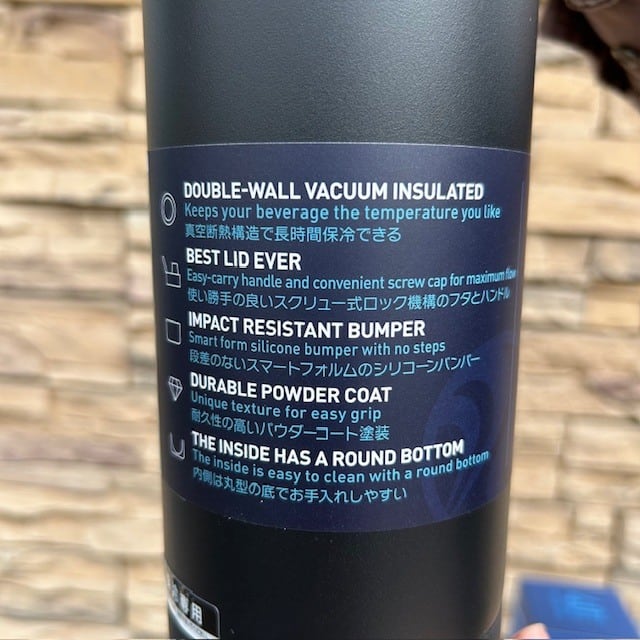 DOUBLE-WALL VACUUM INSULATED
Keeps your beverage the temperature you like
真空断熱構造で長時間保冷できる
BEST LID EVER
Easy-carry handle and convenient screw cap for maximum flow
使い勝手の良いスクリュー式ロック機構のフタとハンドル
IMPACT RESISTANT BUMPER
Smart form silicone bumper with no steps
段差のないスマートフォルムのシリコーンバンパー
DURABLE POWDER COAT
Unique texture for easy grip
耐久性の高いパウダーコート塗装
THE INSIDE HAS A ROUND BOTTOM
The inside is easy to clean with a round bottom
内側は丸型の底でお手入れしやすい
専用